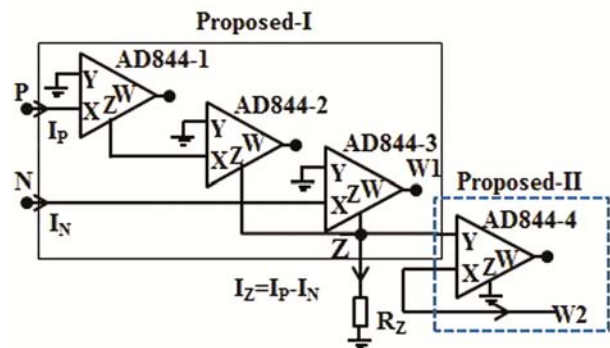 Proposed-I
AD844-1
Y
P
X
Z
W
I_P
AD844-2
Y
X
Z
W
AD844-3
Y
W1
N
X
Z
W
I_N
Proposed-II
AD844-4
Y
Z
X
Z
W
I_Z=I_P-I_N
R_Z
W2